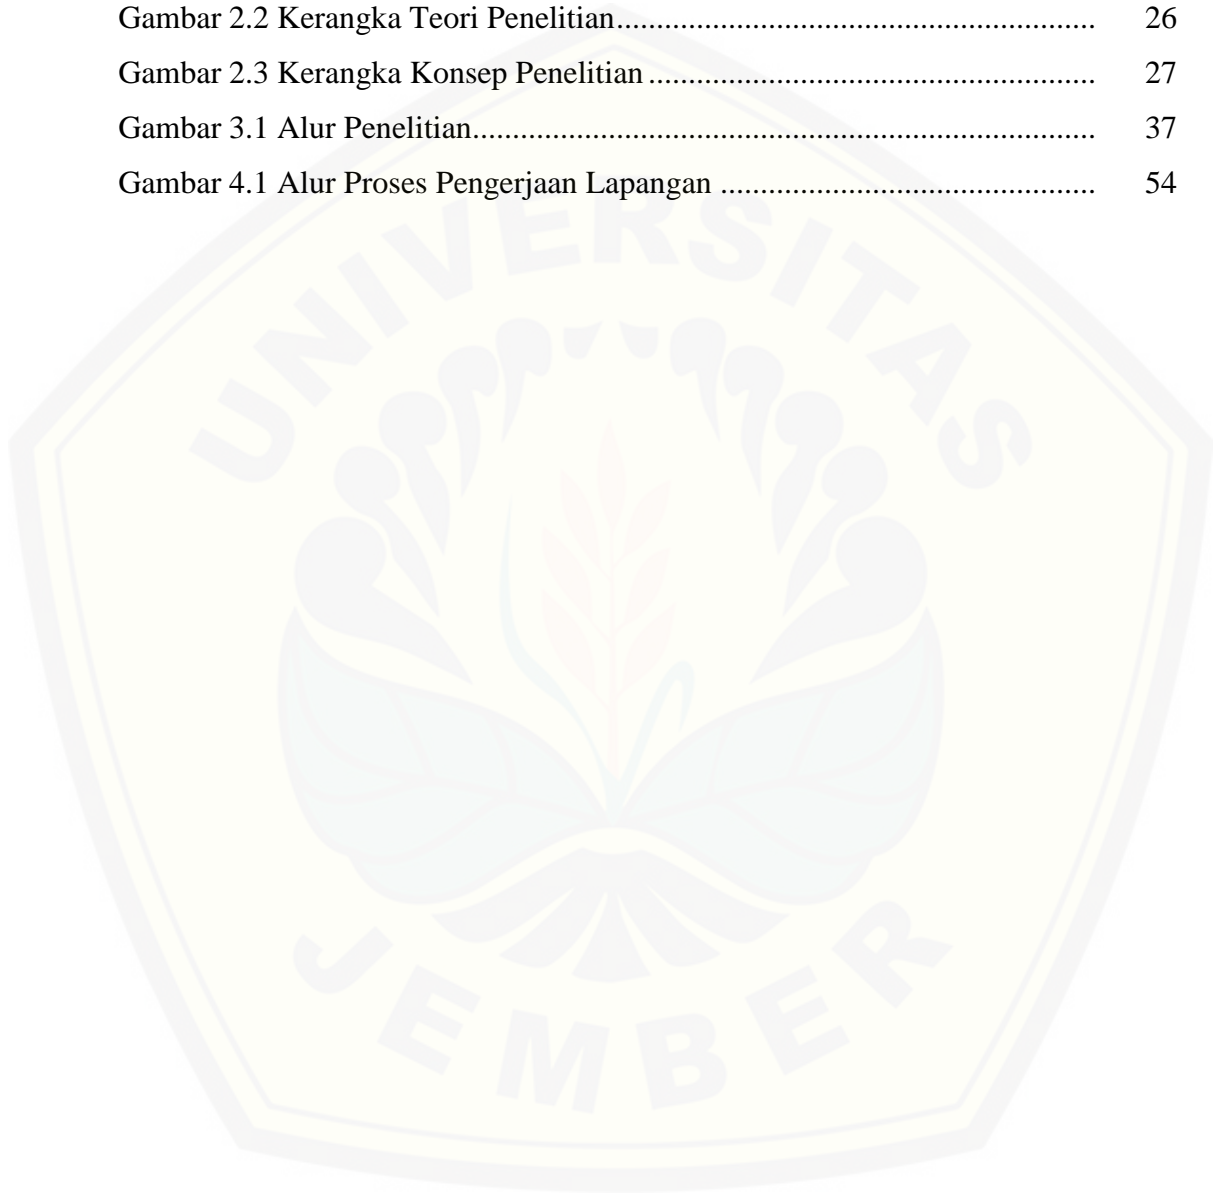 Gambar 2.2 Kerangka Teori Penitian............................................................. 26
Gambar 2.3 Kerangka Konsep Penelitian ......................................................... 27
Gambar 3.1 Alur Penelitian............................................................................... 37
Gambar 4.1 Alur Proses Pengerjaan Lapangan ................................................ 54
UNIVERSITAS
JEMBER